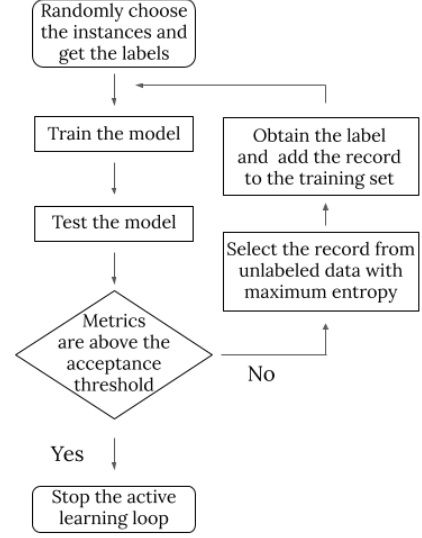 Randomly choose
the instances and
get the labels
Train the model
Test the model
Metrics
are above the
acceptance
threshold
No
Select the record from
unlabeled data with
maximum entropy
Obtain the label
and add the record
to the training set
Yes
Stop the active
learning loop